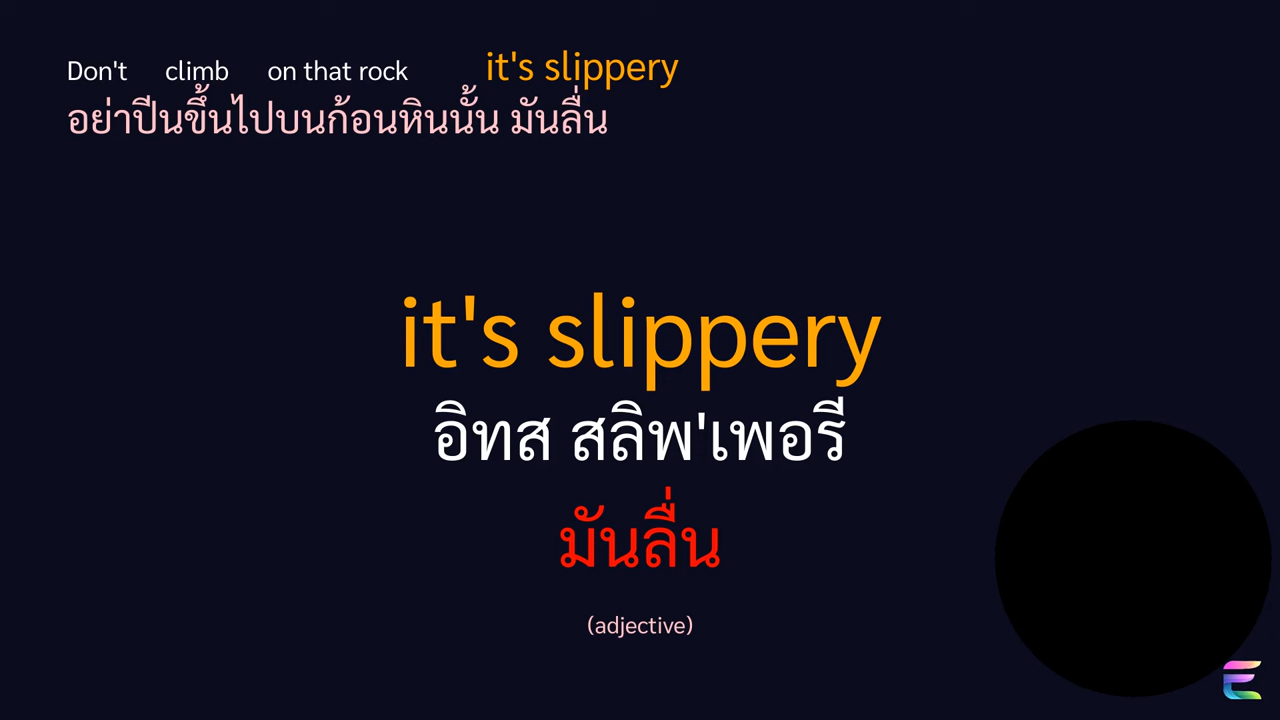 Don't climb on that rock it's slippery
อย่าปีนขึ้นไปบนก้อนหินนั้น มันลื่น
it's slippery
อิทส สลิพ'เพอรี
มันลื่น
(adjective)